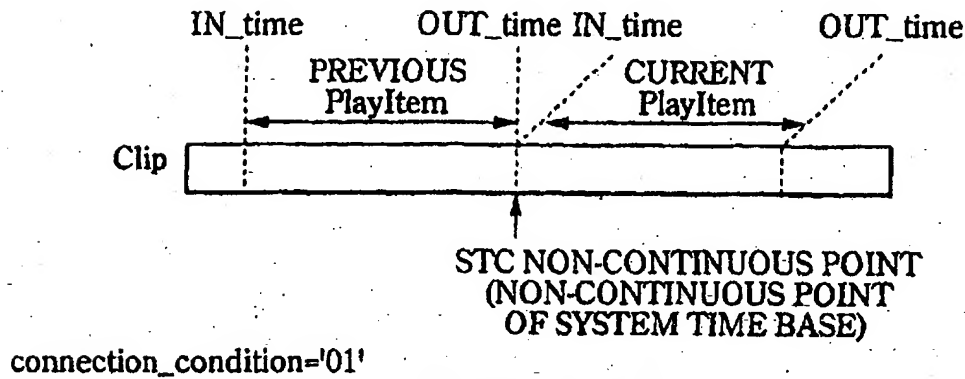 IN_time OUT_time IN_time OUT_time
PREVIOUS
PlayItem
CURRENT
PlayItem
Clip
STC NON-CONTINUOUS POINT
(NON-CONTINUOUS POINT
OF SYSTEM TIME BASE)
connection_condition='01'